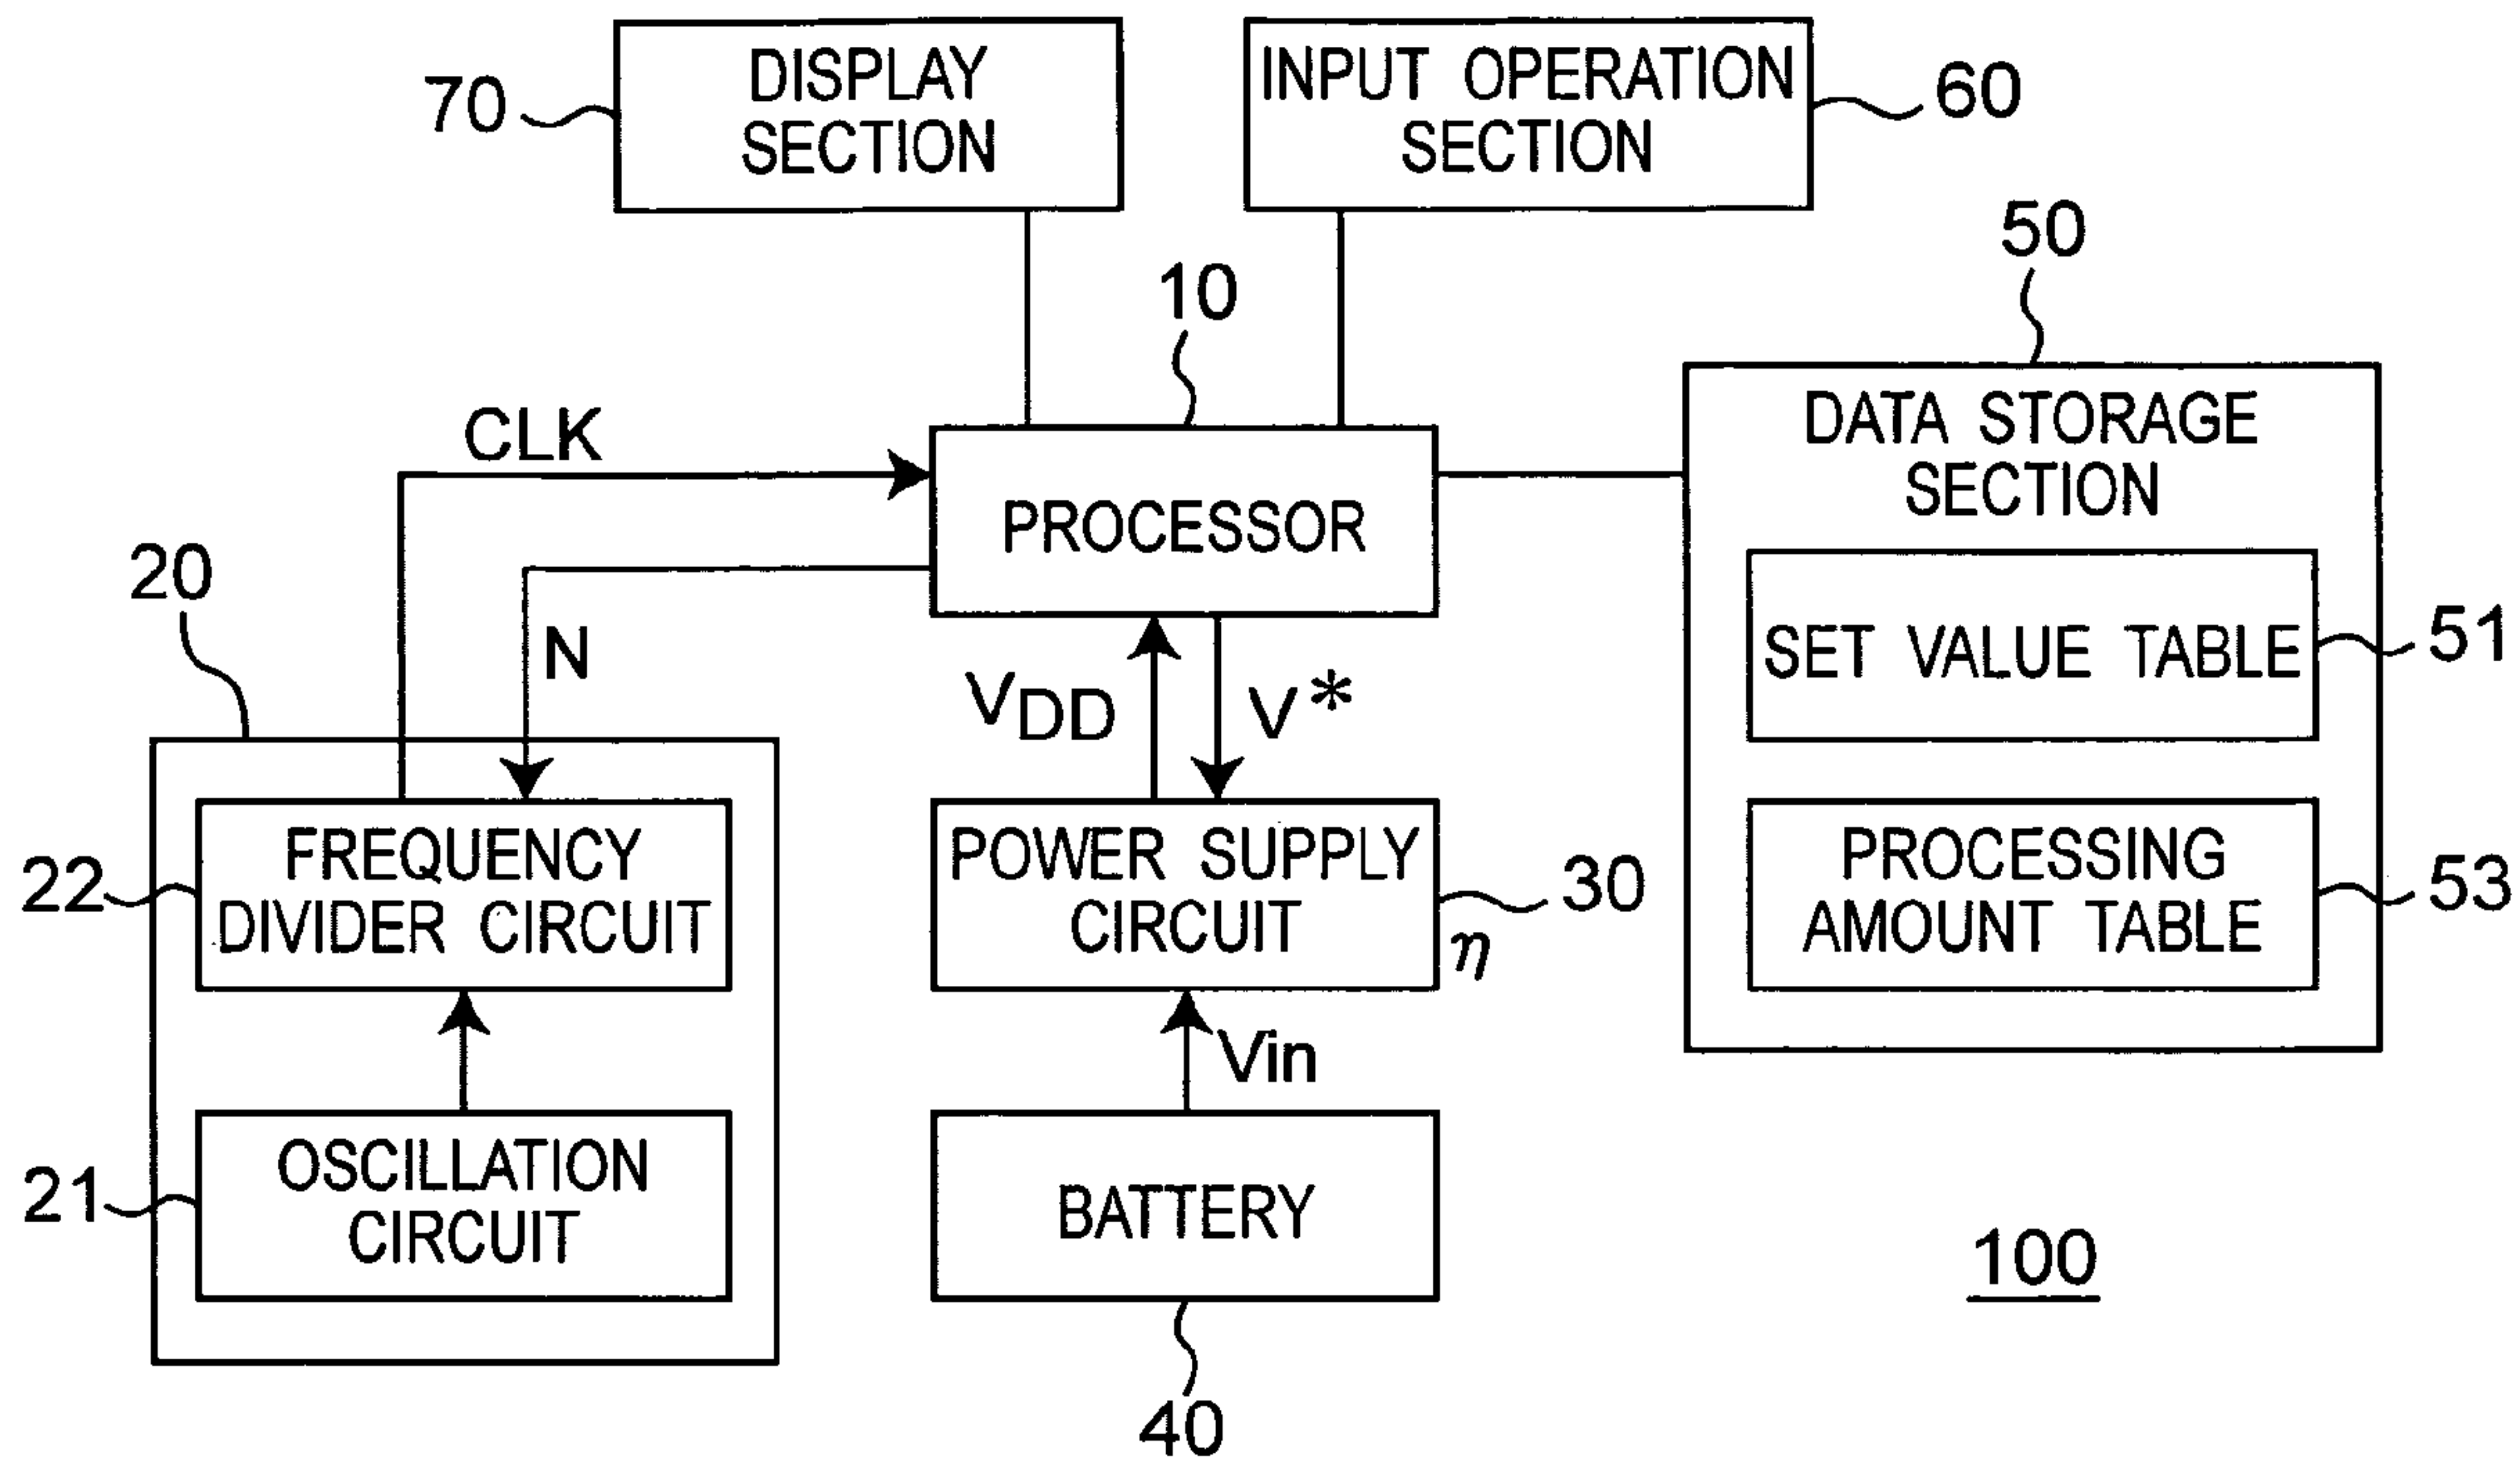 70
DISPLAY
SECTION
INPUT OPERATION
SECTION
60
50
10
CLK
DATA STORAGE
SECTION
PROCESSOR
20
N
SET VALUE TABLE
51
VDD
V*
22
FREQUENCY
DIVIDER CIRCUIT
POWER SUPPLY
CIRCUIT
30
η
PROCESSING
AMOUNT TABLE
53
Vin
21
OSCILLATION
CIRCUIT
BATTERY
100
40